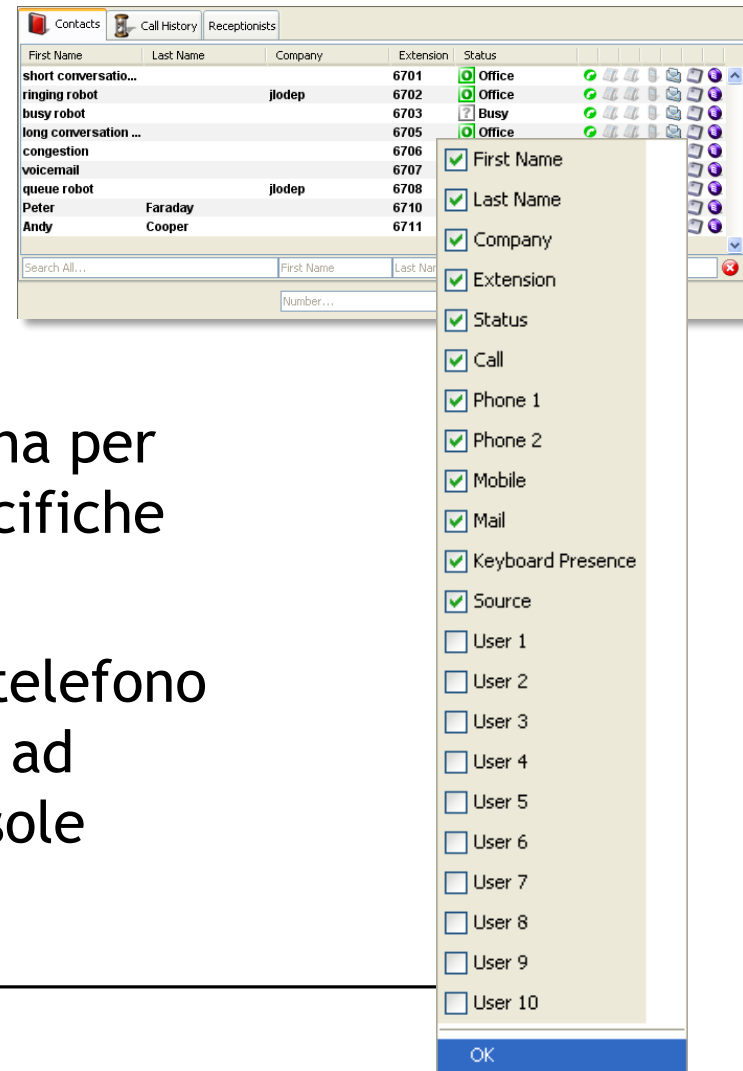 Contacts Call History Receptionists
First Name Last Name Company Extension Status
short conversatio... 6701 Office
ringing robot jlodep 6702 Office
busy robot 6703 ? Busy
long conversation ... 6705 Office
congestion 6706
voicemail 6707
queue robot jlodep 6708
Peter Faraday 6710
Andy Cooper 6711
Search All... First Name Last Nar
Number...
First Name
Last Name
Company
Extension
Status
Call
Phone 1
Phone 2
Mobile
Mail
Keyboard Presence
Source
User 1
User 2
User 3
User 4
User 5
User 6
User 7
User 8
User 9
User 10
OK
na per
cifiche
telefono
ad
sole